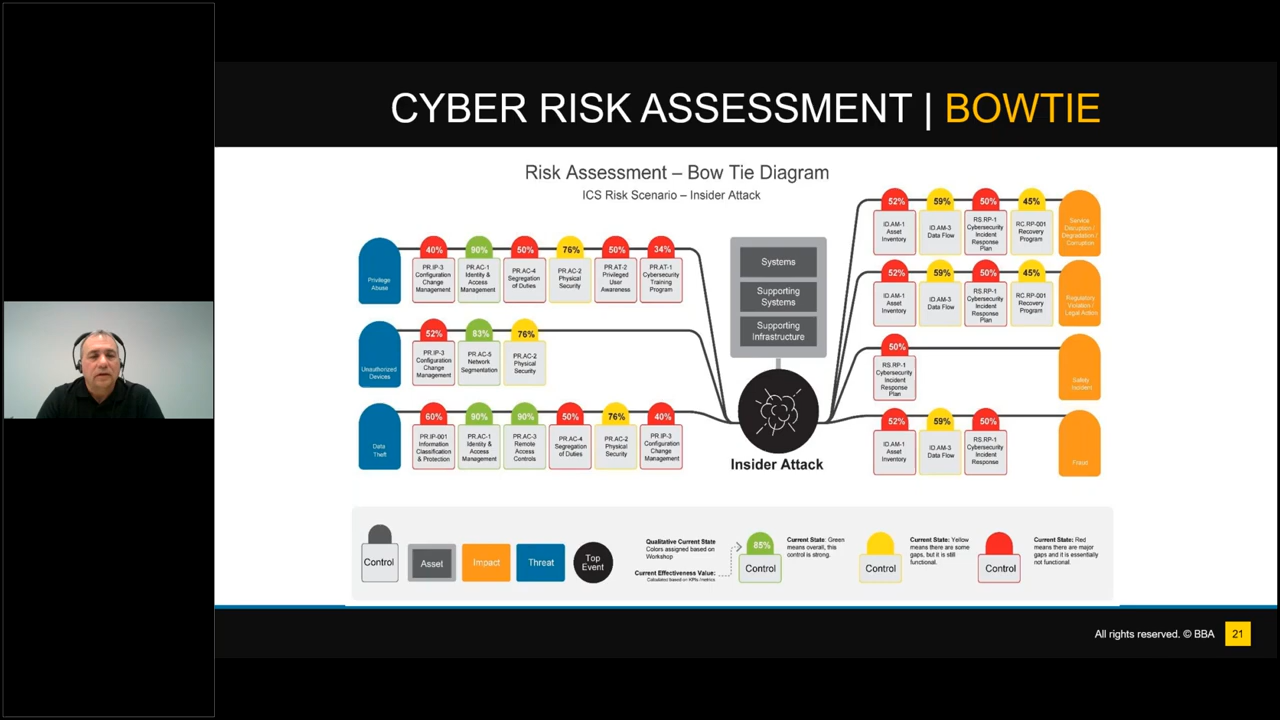 CYBER RISK ASSESSMENT | BOWTIE
Risk Assessment – Bow Tie Diagram
ICS Risk Scenario – Insider Attack
Privilege
Abuse
40%
PR.IP-3
Configuration
Change
Management
90%
PR.AC-1
Identity &
Access
Management
50%
PR.AC-4
Segregation
of Duties
76%
PR.AC-2
Physical
Security
50%
PR.AT-2
Privileged
User
Awareness
34%
PR.AT-1
Cybersecurity
Training
Program
Unauthorized
Devices
52%
PR.IP-3
Configuration
Change
Management
83%
PR.AC-5
Network
Segmentation
76%
PR.AC-2
Physical
Security
Data
Theft
60%
PR.IP-001
Information
Classification
& Protection
90%
PR.AC-1
Identity &
Access
Management
90%
PR.AC-3
Remote
Access
Controls
50%
PR.AC-4
Segregation
of Duties
76%
PR.AC-2
Physical
Security
40%
PR.IP-3
Configuration
Change
Management
Systems
Supporting
Systems
Supporting
Infrastructure
Insider Attack
52%
ID.AM-1
Asset
Inventory
59%
ID.AM-3
Data Flow
50%
RS.RP-1
Cybersecurity
Incident
Response
Plan
45%
RC.RP-001
Recovery
Program
Service
Disruption /
Degradation /
Corruption
52%
ID.AM-1
Asset
Inventory
59%
ID.AM-3
Data Flow
50%
RS.RP-1
Cybersecurity
Incident
Response
Plan
45%
RC.RP-001
Recovery
Program
Regulatory
Violation /
Legal Action
50%
RS.RP-1
Cybersecurity
Incident
Response
Plan
Safety
Incident
52%
ID.AM-1
Asset
Inventory
59%
ID.AM-3
Data Flow
50%
RS.RP-1
Cybersecurity
Incident
Response
Fraud
Control
Asset
Impact
Threat
Top
Event
Qualitative Current State
Colors assigned based on
Workshop
Current Effectiveness Value:
Calculated based on KPIs /metrics
85%
Control
Current State: Green
means overall, this
control is strong.
Control
Current State: Yellow
means there are some
gaps, but it is still
functional.
Control
Current State: Red
means there are major
gaps and it is essentially
not functional
All rights reserved. © BBA
21